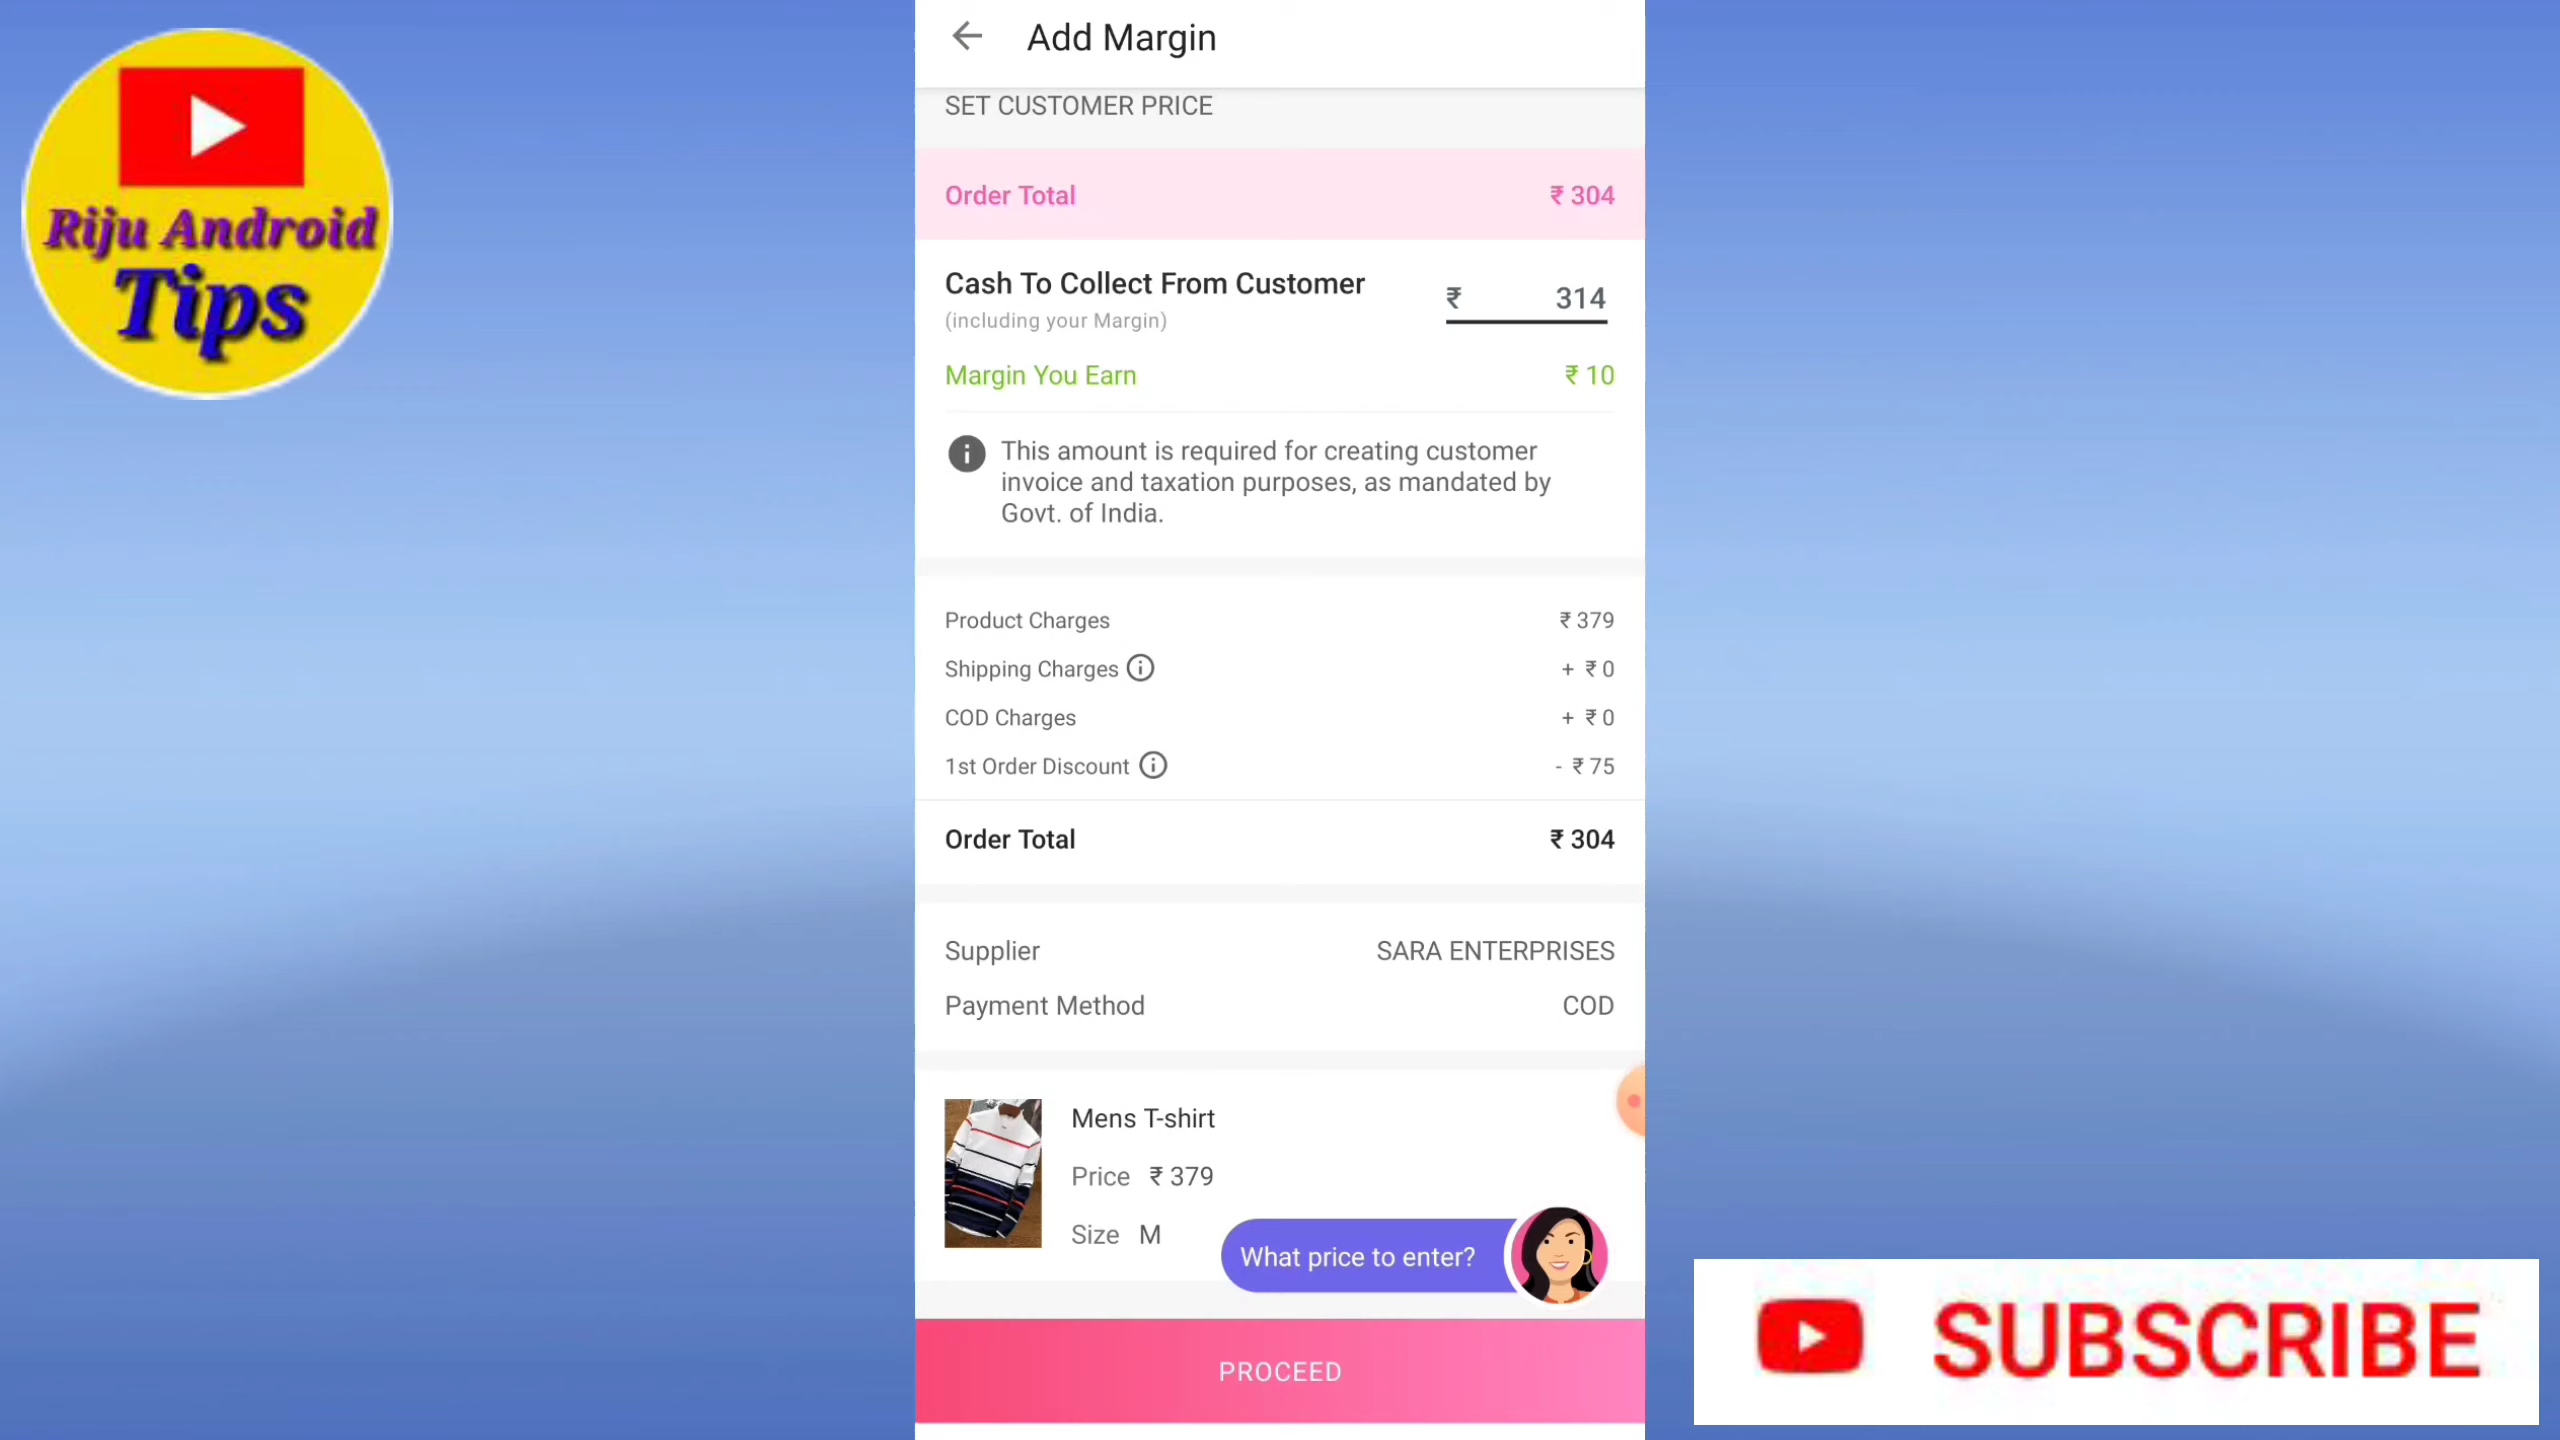 Riju Android
Tips
Add Margin
SET CUSTOMER PRICE
Order Total ₹ 304
Cash To Collect From Customer ₹ 314
(including your Margin)
Margin You Earn ₹ 10
This amount is required for creating customer
invoice and taxation purposes, as mandated by
Govt. of India.
Product Charges ₹ 379
Shipping Charges + ₹ 0
COD Charges + ₹ 0
1st Order Discount - ₹ 75
Order Total ₹ 304
Supplier SARA ENTERPRISES
Payment Method COD
Mens T-shirt
Price ₹ 379
Size M
What price to enter?
PROCEED
SUBSCRIBE